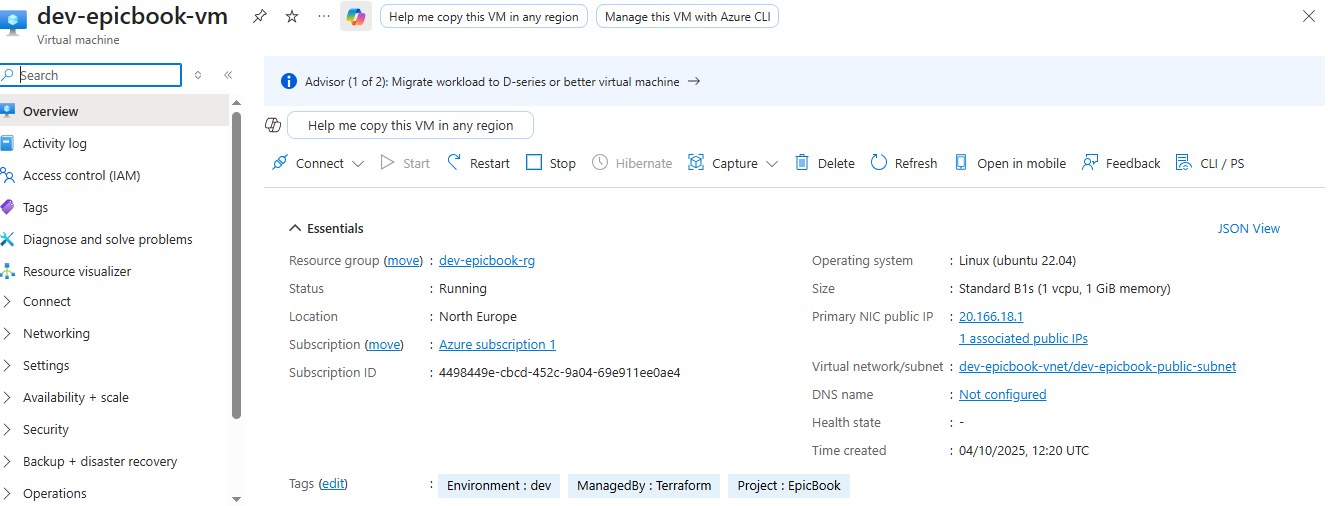 dev-epicbook-vm
Virtual machine
Help me copy this VM in any region
Manage this VM with Azure CLI
Search
Overview
Activity log
Access control (IAM)
Tags
Diagnose and solve problems
Resource visualizer
Connect
Networking
Settings
Availability + scale
Security
Backup + disaster recovery
Operations
Advisor (1 of 2): Migrate workload to D-series or better virtual machine
Help me copy this VM in any region
Connect Start Restart Stop Hibernate Capture Delete Refresh Open in mobile Feedback CLI / PS
Essentials
JSON View
Resource group (move) : dev-epicbook-rg
Status : Running
Location : North Europe
Subscription (move) : Azure subscription 1
Subscription ID : 4498449e-cbcd-452c-9a04-69e911ee0ae4
Operating system : Linux (ubuntu 22.04)
Size : Standard B1s (1 vcpu, 1 GiB memory)
Primary NIC public IP : 20.166.18.1
1 associated public IPs
Virtual network/subnet : dev-epicbook-vnet/dev-epicbook-public-subnet
DNS name : Not configured
Health state : -
Time created : 04/10/2025, 12:20 UTC
Tags (edit) : Environment : dev ManagedBy : Terraform Project : EpicBook